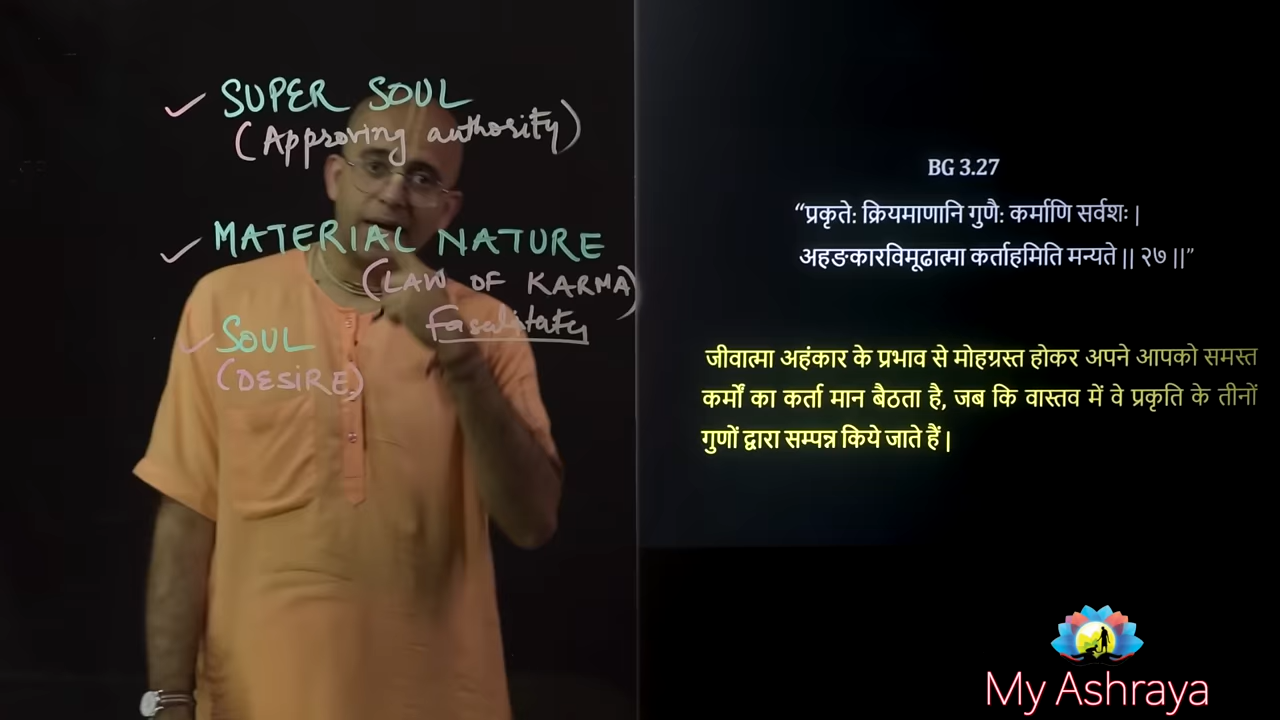 SUPER SOUL
(Approving authority)
MATERIAL NATURE
(LAW OF KARMA)
Fasalitaty
SOUL
(DESIRE)
BG 3.27
“प्रकृते: क्रियमाणानि गुणै: कर्माणि सर्वशः |
अहङकारविमूढात्मा कर्ताहमिति मन्यते || २७ ||”
जीवात्मा अहंकार के प्रभाव से मोहग्रस्त होकर अपने आपको समस्त
कर्मों का कर्ता मान बैठता है, जब कि वास्तव में वे प्रकृति के तीनों
गुणों द्वारा सम्पन्न किये जाते हैं |
My Ashraya